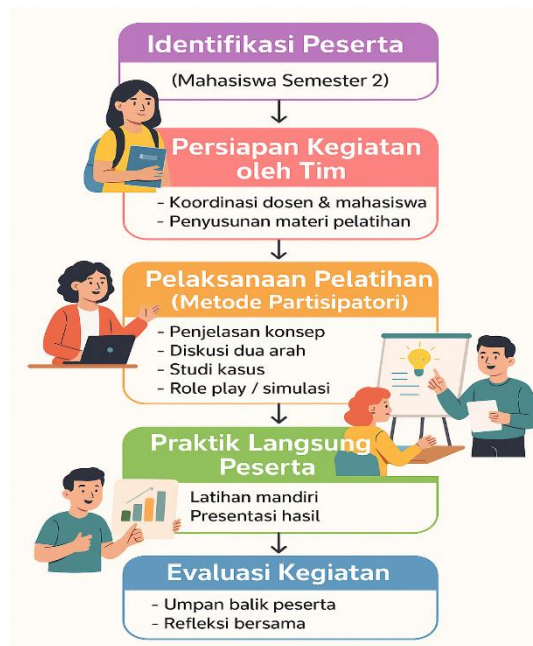 Identifikasi Peserta
(Mahasiswa Semester 2)
Persiapan Kegiatan
oleh Tim
- Koordinasi dosen & mahasiswa
- Penyusunan materi pelatihan
Pelaksanaan Pelatihan
(Metode Partisipatori)
- Penjelasan konsep
- Diskusi dua arah
- Studi kasus
- Role play / simulasi
Praktik Langsung
Peserta
Latihan mandiri
Presentasi hasil
Evaluasi Kegiatan
- Umpan balik peserta
- Refleksi bersama